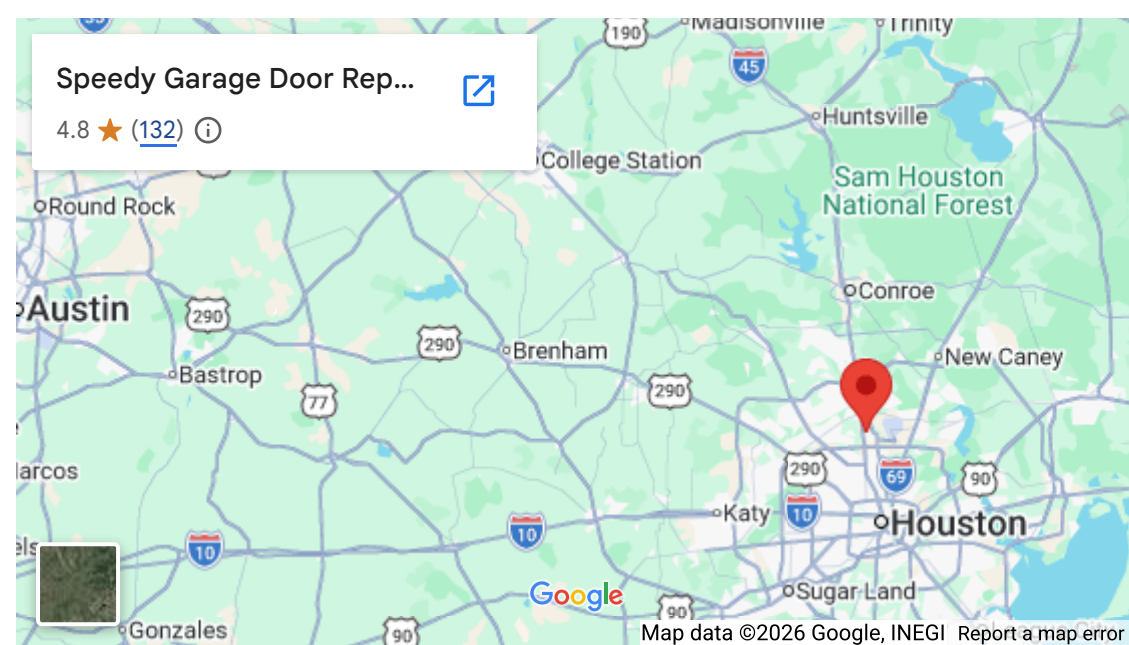 35
Madisonville
Trinity
190
45
Speedy Garage Door Rep...
4.8 ★ (132)
Huntsville
College Station
Sam Houston
National Forest
Round Rock
Conroe
Austin
290
290
Brenham
New Caney
Bastrop
77
290
290
69
90
Katy
10
Houston
10
10
Google
Sugar Land
90
Gonzales
90
Map data ©2026 Google, INEGI
Report a map error